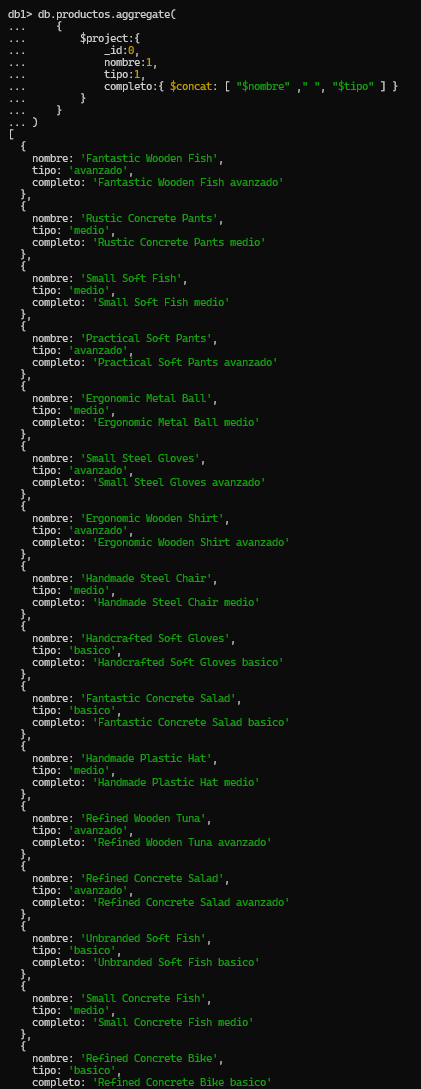 db1> db.productos.aggregate(
...     {
...         $project:{
...             _id:0,
...             nombre:1,
...             tipo:1,
...             completo:{ $concat: [ "$nombre" ," ", "$tipo" ] }
...         }
...     }
... )
[
  {
    nombre: 'Fantastic Wooden Fish',
    tipo: 'avanzado',
    completo: 'Fantastic Wooden Fish avanzado'
  },
  {
    nombre: 'Rustic Concrete Pants',
    tipo: 'medio',
    completo: 'Rustic Concrete Pants medio'
  },
  {
    nombre: 'Small Soft Fish',
    tipo: 'medio',
    completo: 'Small Soft Fish medio'
  },
  {
    nombre: 'Practical Soft Pants',
    tipo: 'avanzado',
    completo: 'Practical Soft Pants avanzado'
  },
  {
    nombre: 'Ergonomic Metal Ball',
    tipo: 'medio',
    completo: 'Ergonomic Metal Ball medio'
  },
  {
    nombre: 'Small Steel Gloves',
    tipo: 'avanzado',
    completo: 'Small Steel Gloves avanzado'
  },
  {
    nombre: 'Ergonomic Wooden Shirt',
    tipo: 'avanzado',
    completo: 'Ergonomic Wooden Shirt avanzado'
  },
  {
    nombre: 'Handmade Steel Chair',
    tipo: 'medio',
    completo: 'Handmade Steel Chair medio'
  },
  {
    nombre: 'Handcrafted Soft Gloves',
    tipo: 'basico',
    completo: 'Handcrafted Soft Gloves basico'
  },
  {
    nombre: 'Fantastic Concrete Salad',
    tipo: 'basico',
    completo: 'Fantastic Concrete Salad basico'
  },
  {
    nombre: 'Handmade Plastic Hat',
    tipo: 'medio',
    completo: 'Handmade Plastic Hat medio'
  },
  {
    nombre: 'Refined Wooden Tuna',
    tipo: 'avanzado',
    completo: 'Refined Wooden Tuna avanzado'
  },
  {
    nombre: 'Refined Concrete Salad',
    tipo: 'avanzado',
    completo: 'Refined Concrete Salad avanzado'
  },
  {
    nombre: 'Unbranded Soft Fish',
    tipo: 'basico',
    completo: 'Unbranded Soft Fish basico'
  },
  {
    nombre: 'Small Concrete Fish',
    tipo: 'medio',
    completo: 'Small Concrete Fish medio'
  },
  {
    nombre: 'Refined Concrete Bike',
    tipo: 'basico',
    completo: 'Refined Concrete Bike basico'